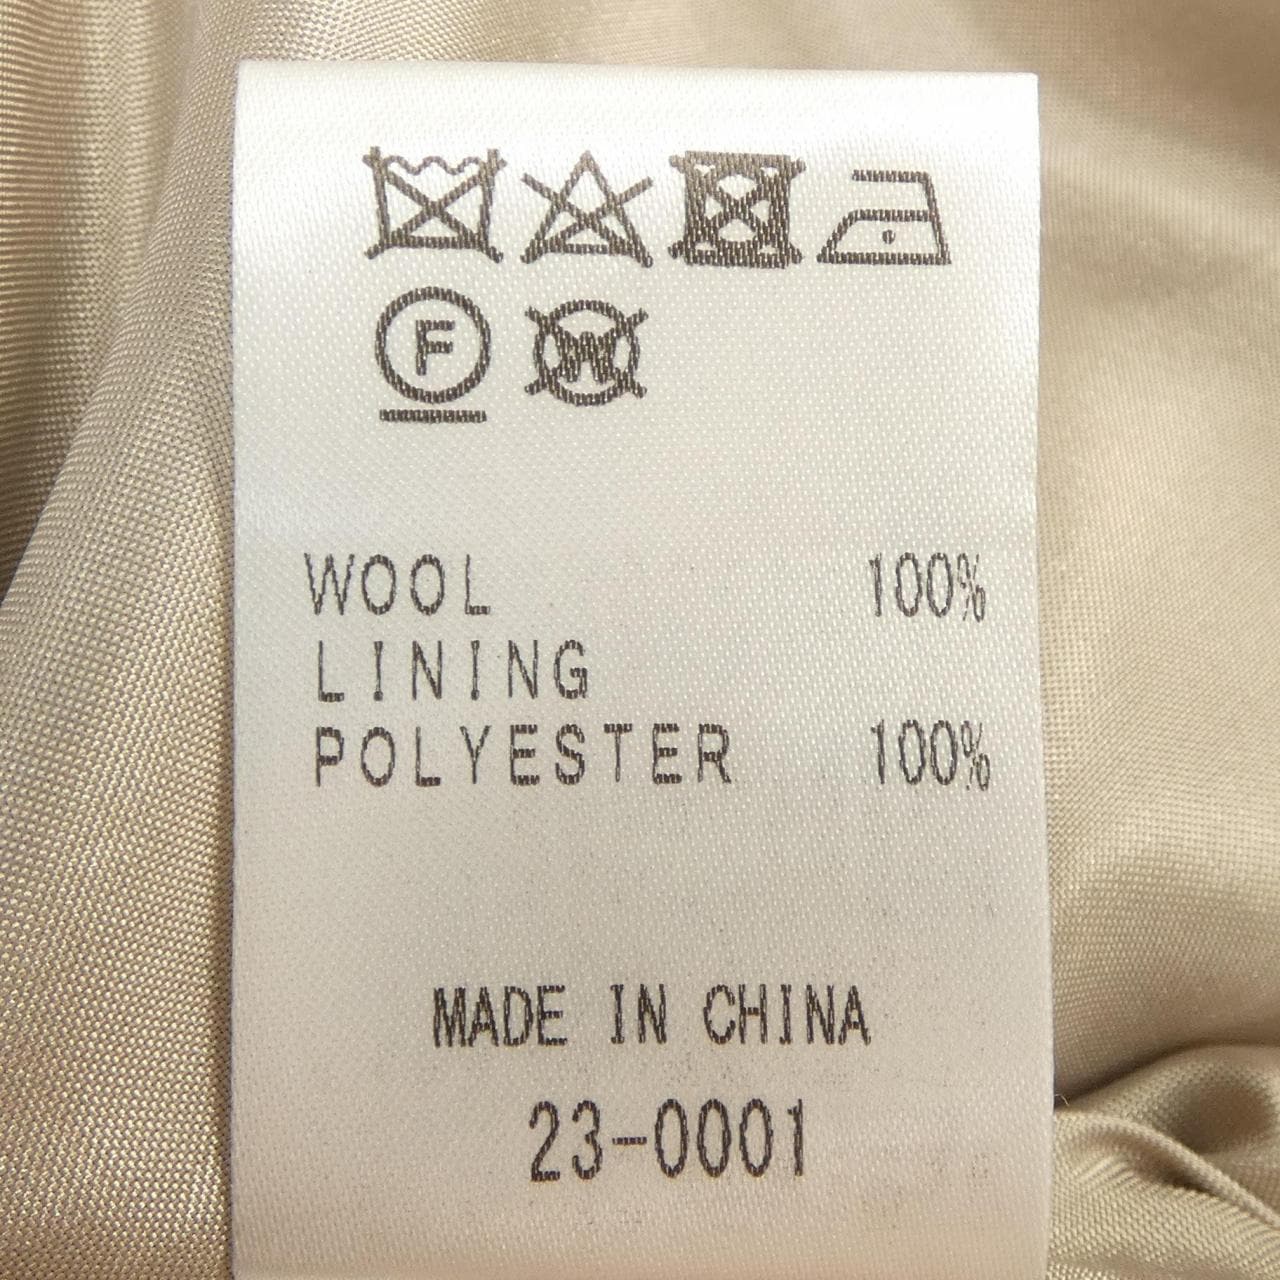 F W
WOOL 100%
LINING
POLYESTER 100%
MADE IN CHINA
23-0001